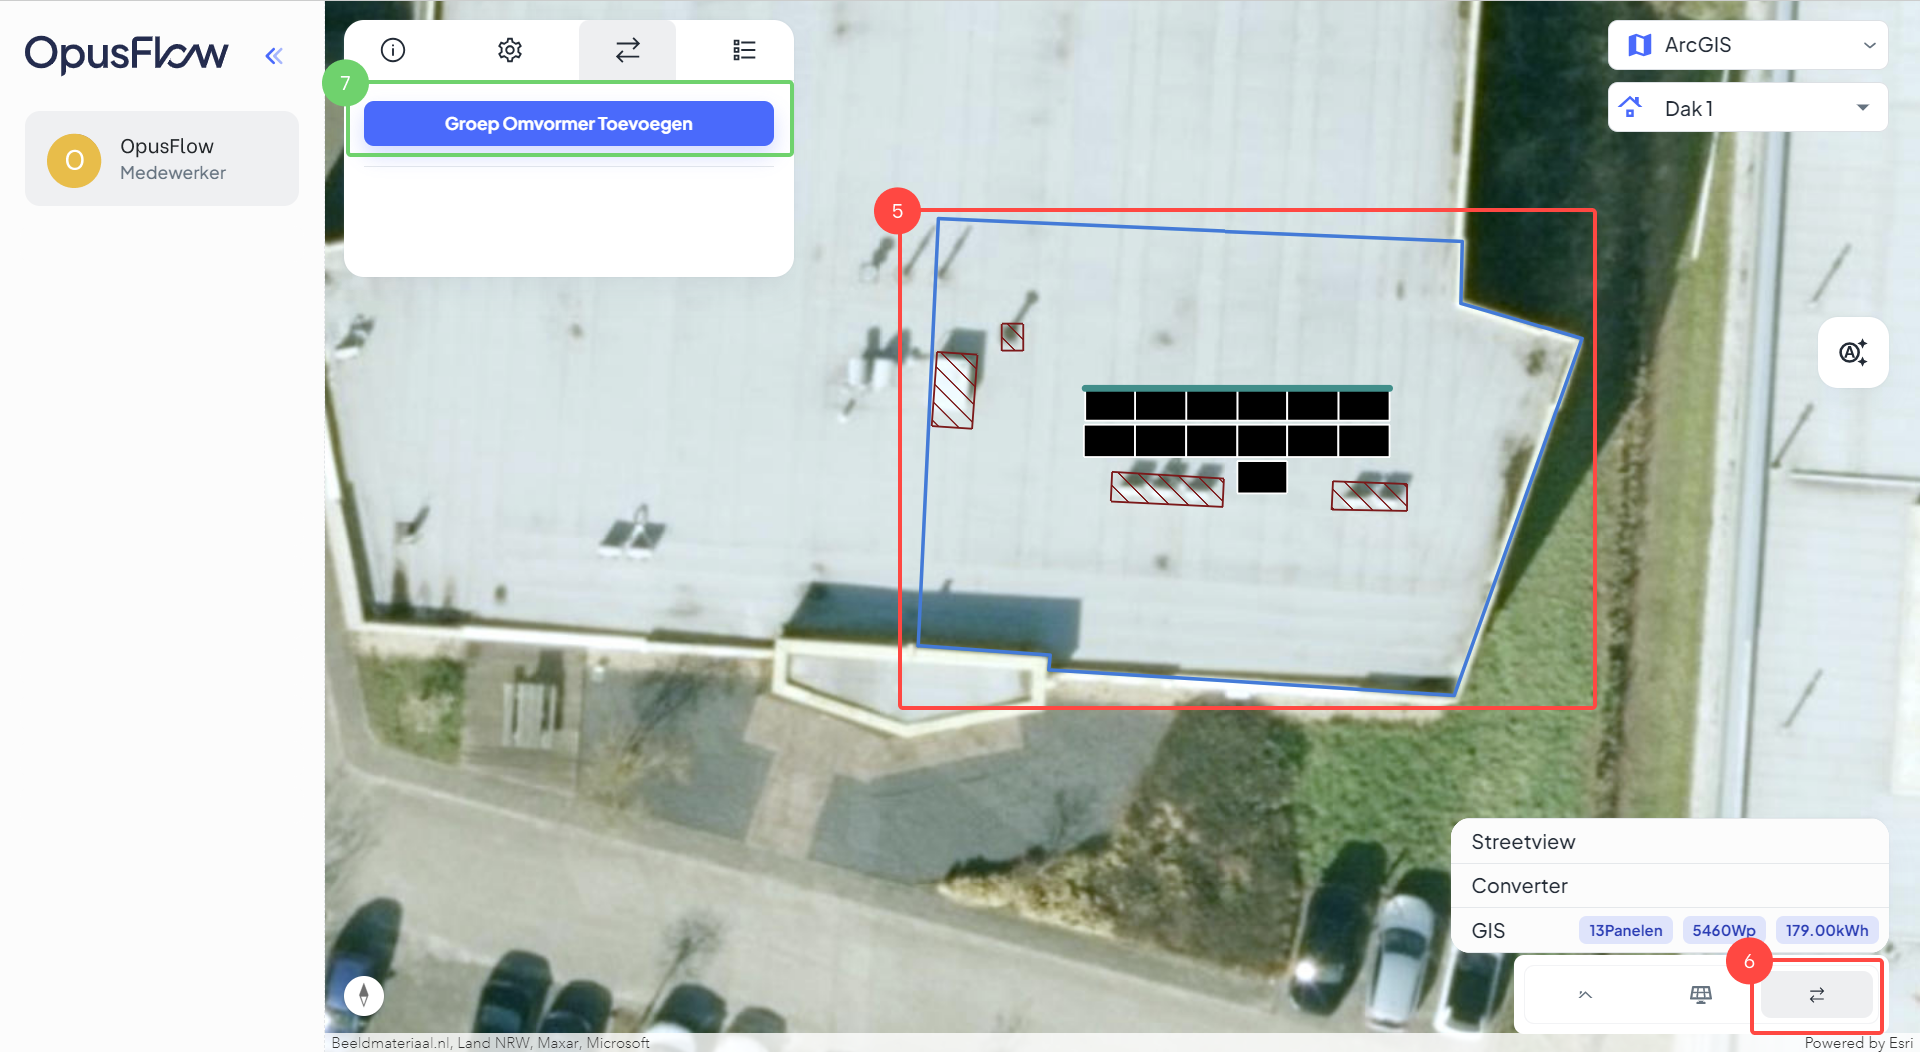 OpusFlow
O
OpusFlow
Medewerker
7
Groep Omvormer Toevoegen
ArcGIS
Dak 1
5
A
Streetview
Converter
GIS
13Panelen
5460Wp
179.00kWh
6
Beeldmateriaal.nl, Land NRW, Maxar, Microsoft
Powered by Esri